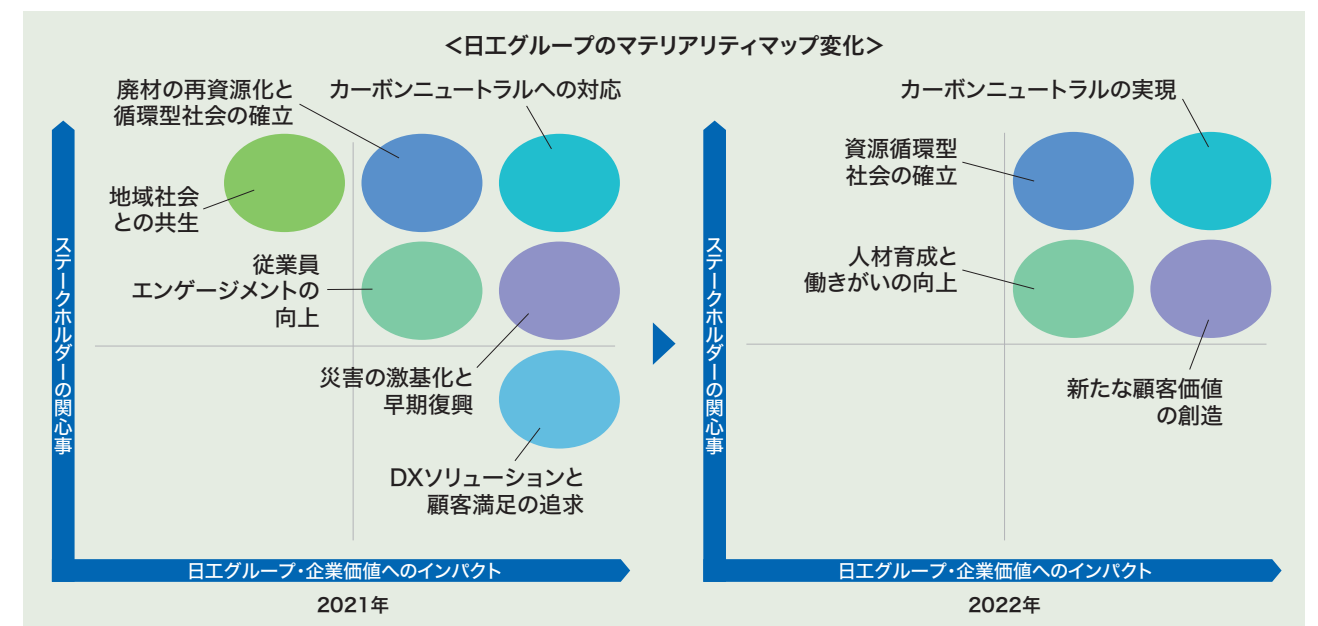 ＜日工グループのマテリアリティマップ変化＞
廃材の再資源化と
循環型社会の確立
カーボンニュートラルへの対応
地域社会
との共生
従業員
エンゲージメントの
向上
災害の激基化と
早期復興
DXソリューションと
顧客満足の追求
ステークホルダーの関心事
日工グループ・企業価値へのインパクト
2021年
カーボンニュートラルの実現
資源循環型
社会の確立
人材育成と
働きがいの向上
新たな顧客価値
の創造
ステークホルダーの関心事
日工グループ・企業価値へのインパクト
2022年